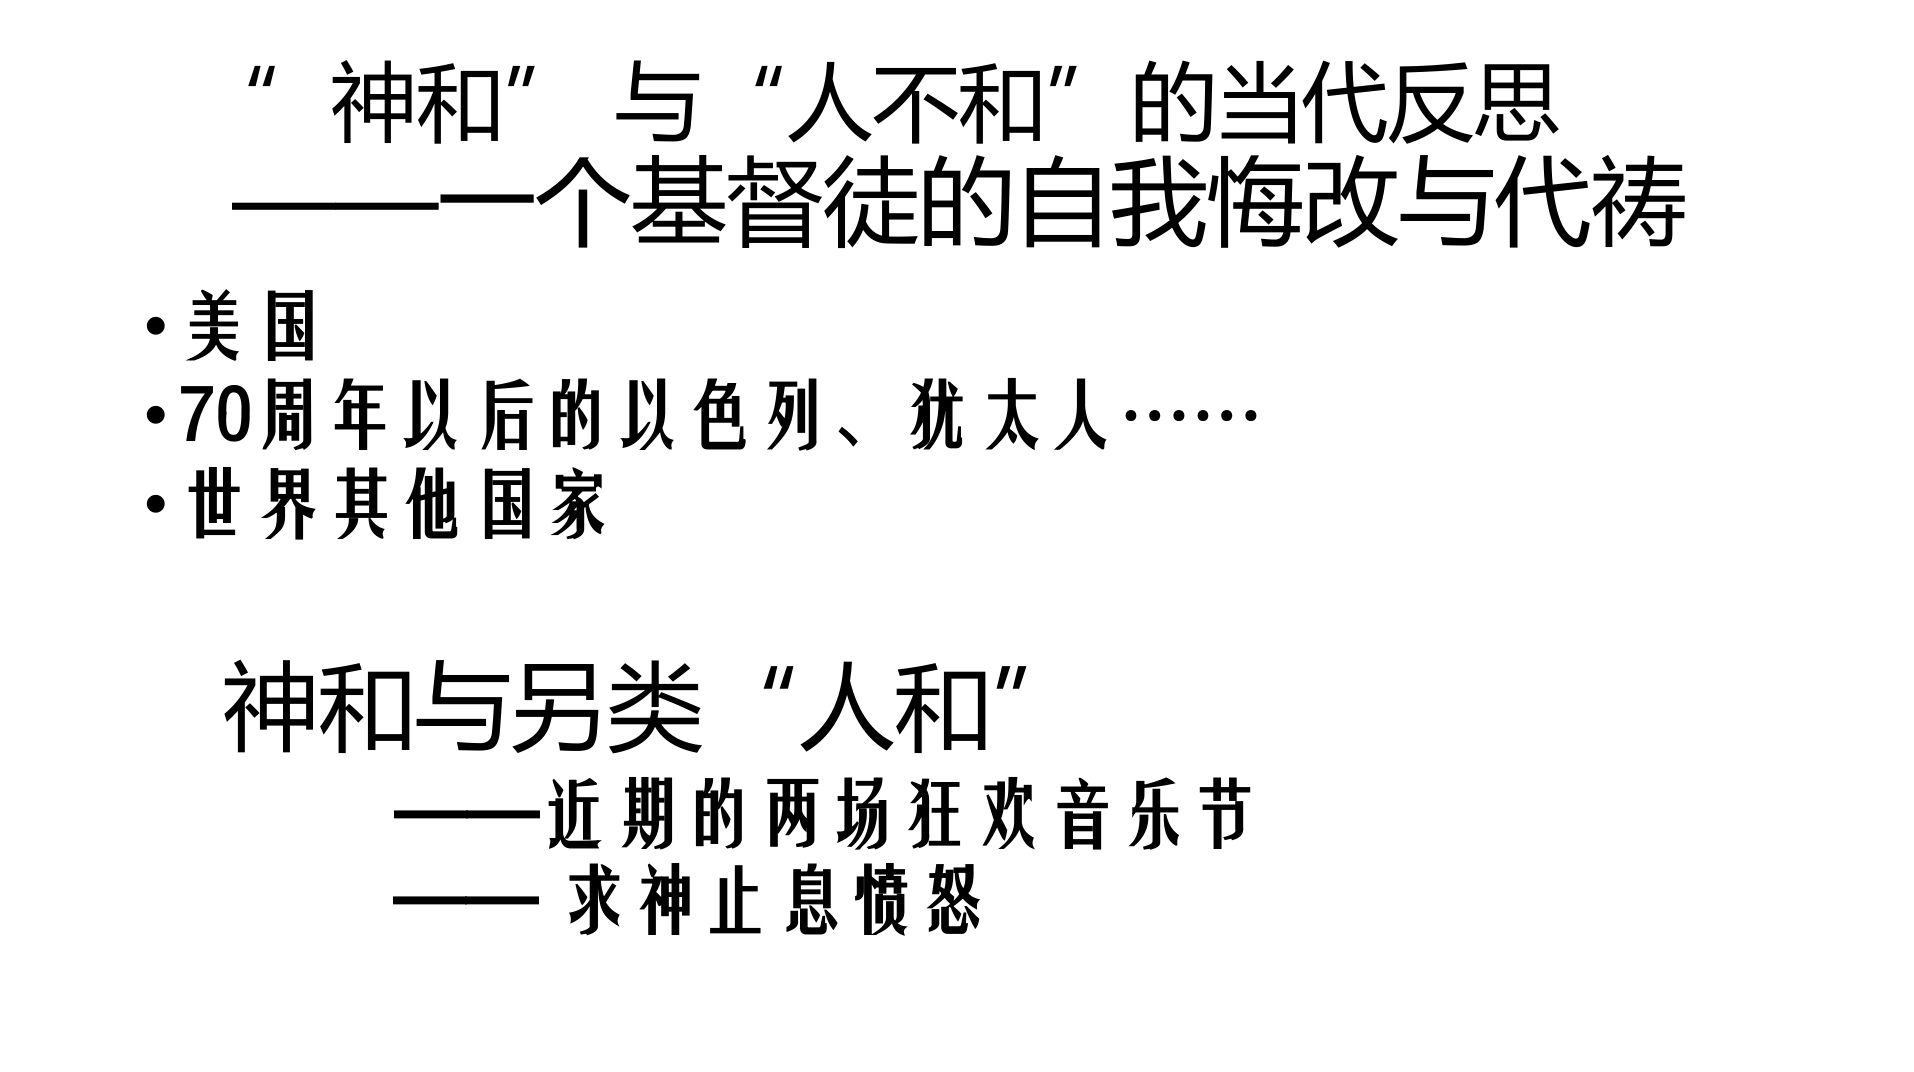 “神和” 与“人不和”的当代反思
——一个基督徒的自我悔改与代祷
• 美国
• 70周年以后的以色列、犹太人……
• 世界其他国家
神和与另类“人和”
——近期的两场狂欢音乐节
—— 求神止息愤怒